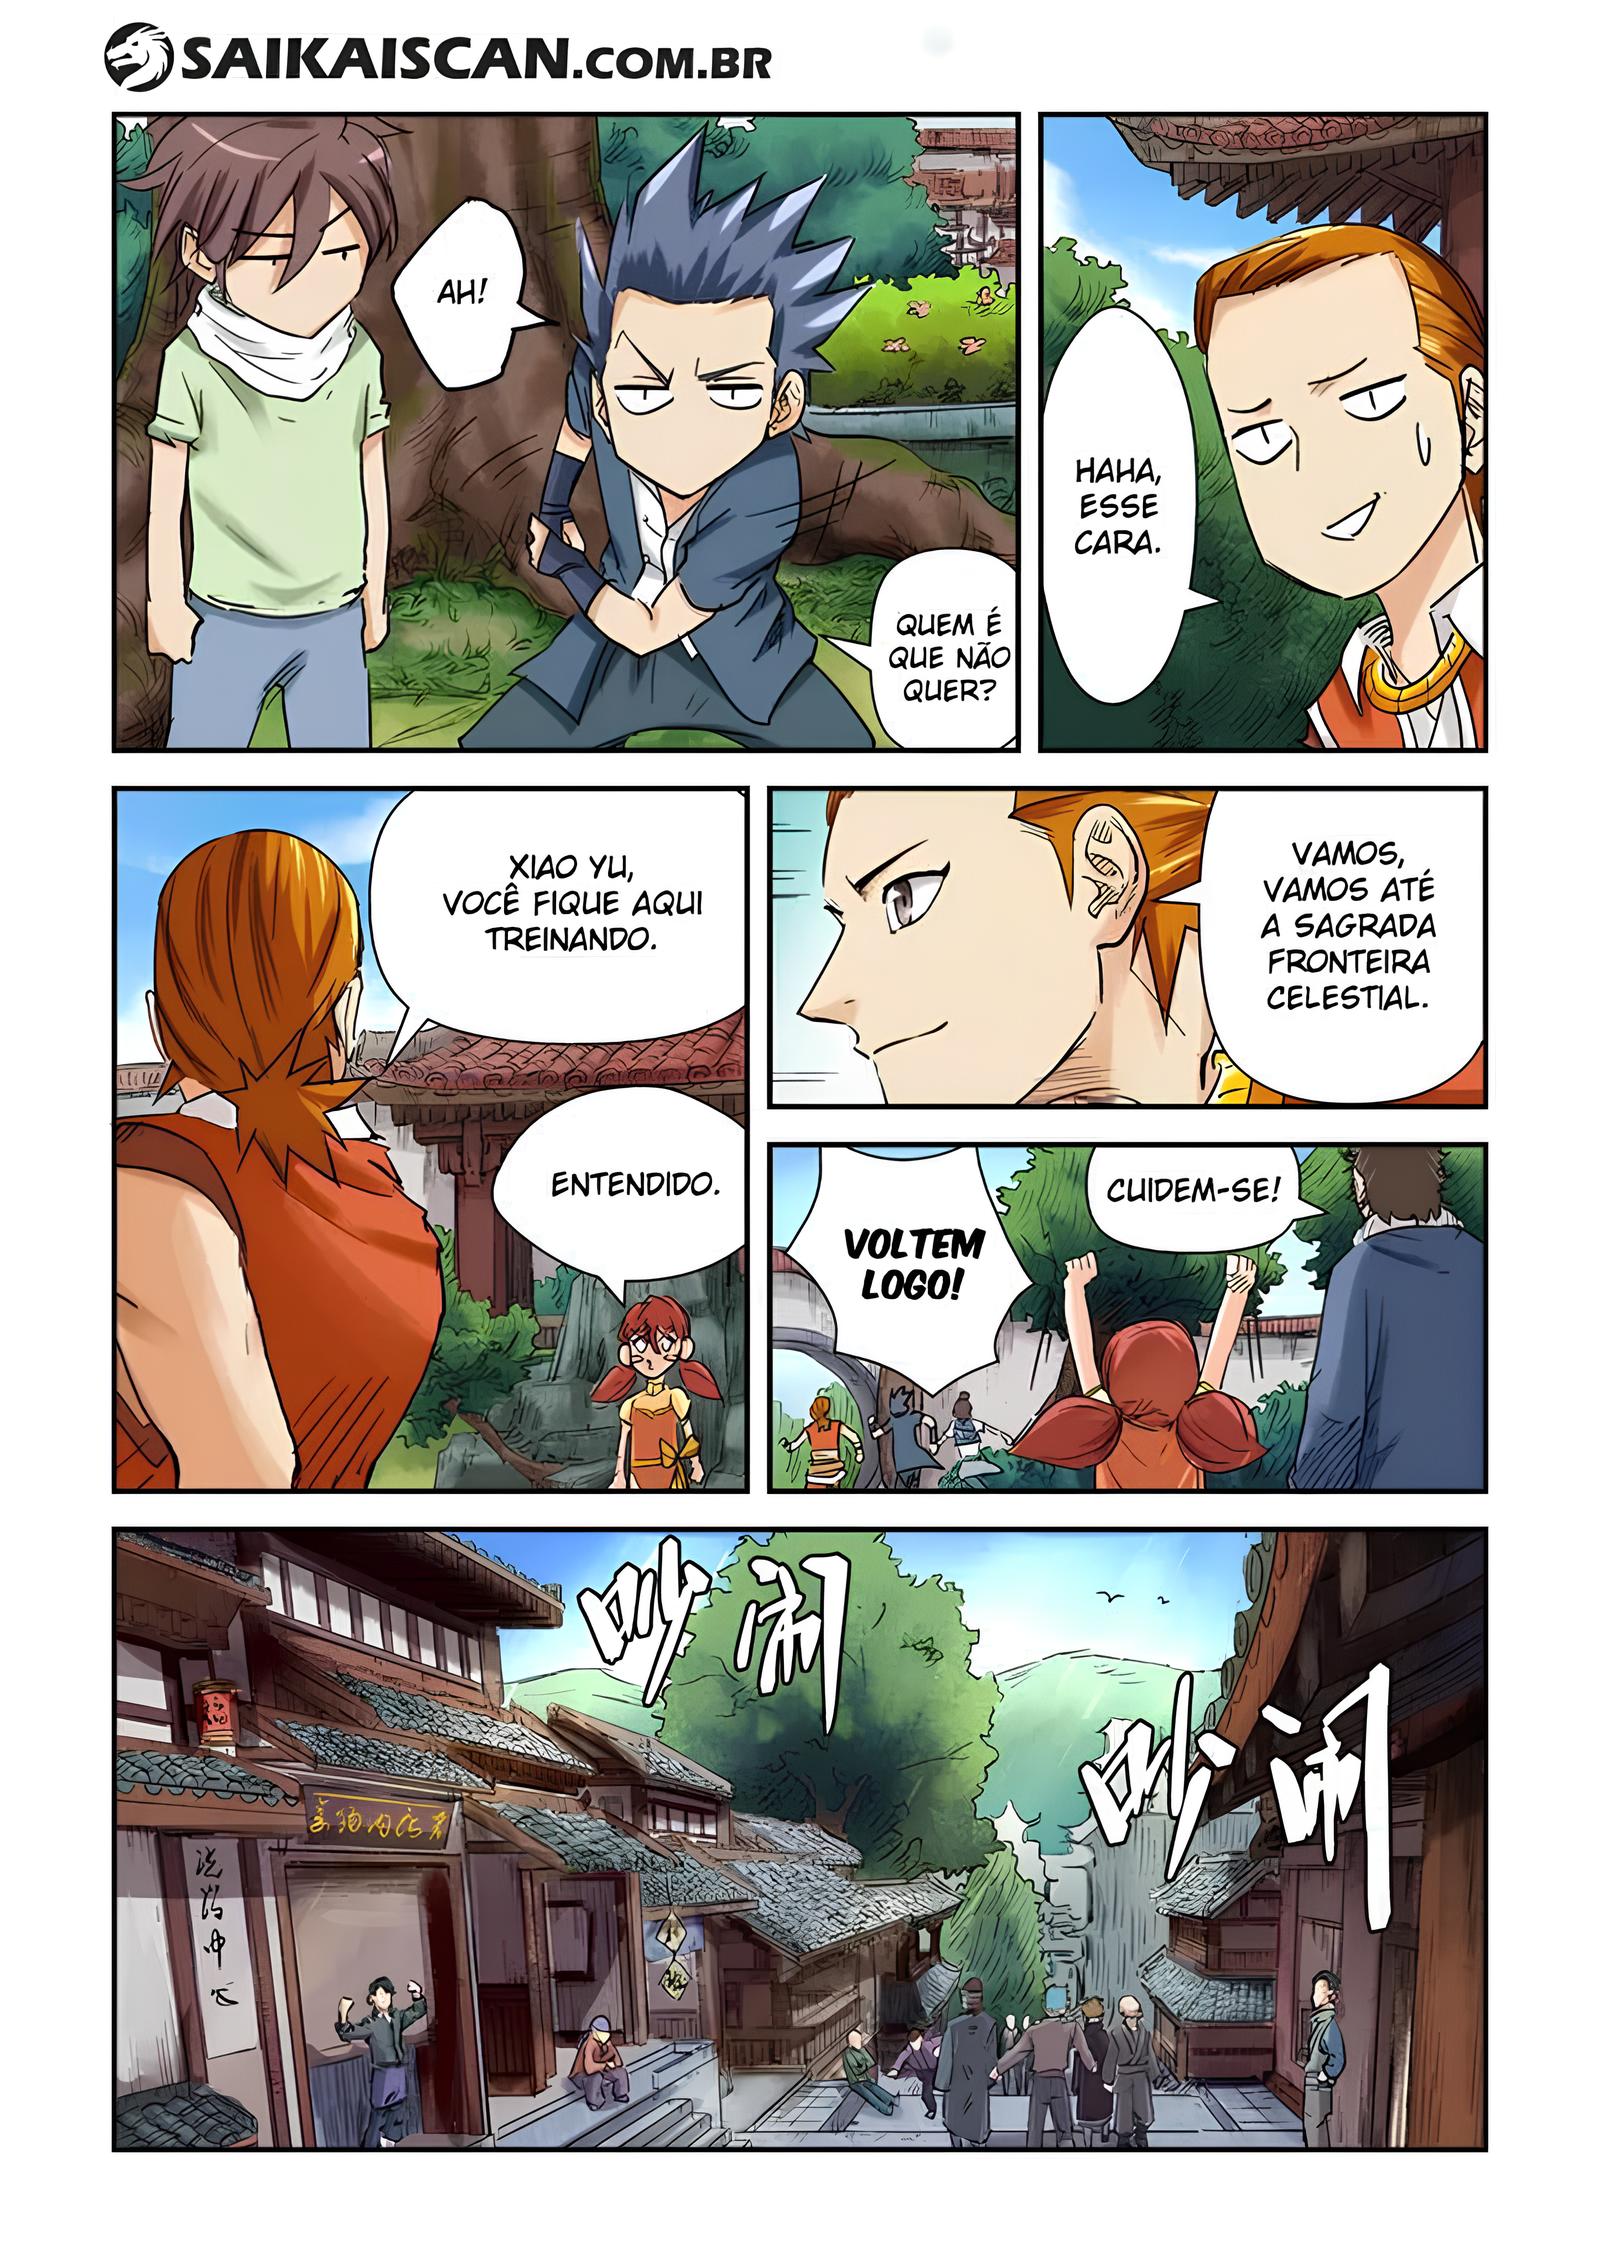 SAIKAISCAN.COM.BR
AH!
QUEM É
QUE NÃO
QUER?
HAHA,
ESSE
CARA.
XIAO YU,
VOCÊ FIQUE AQUI
TREINANDO.
ENTENDIDO.
VAMOS,
VAMOS ATÉ
A SAGRADA
FRONTEIRA
CELESTIAL.
VOLTEM
LOGO!
CUIDEM-SE!
吵闹
吵闹